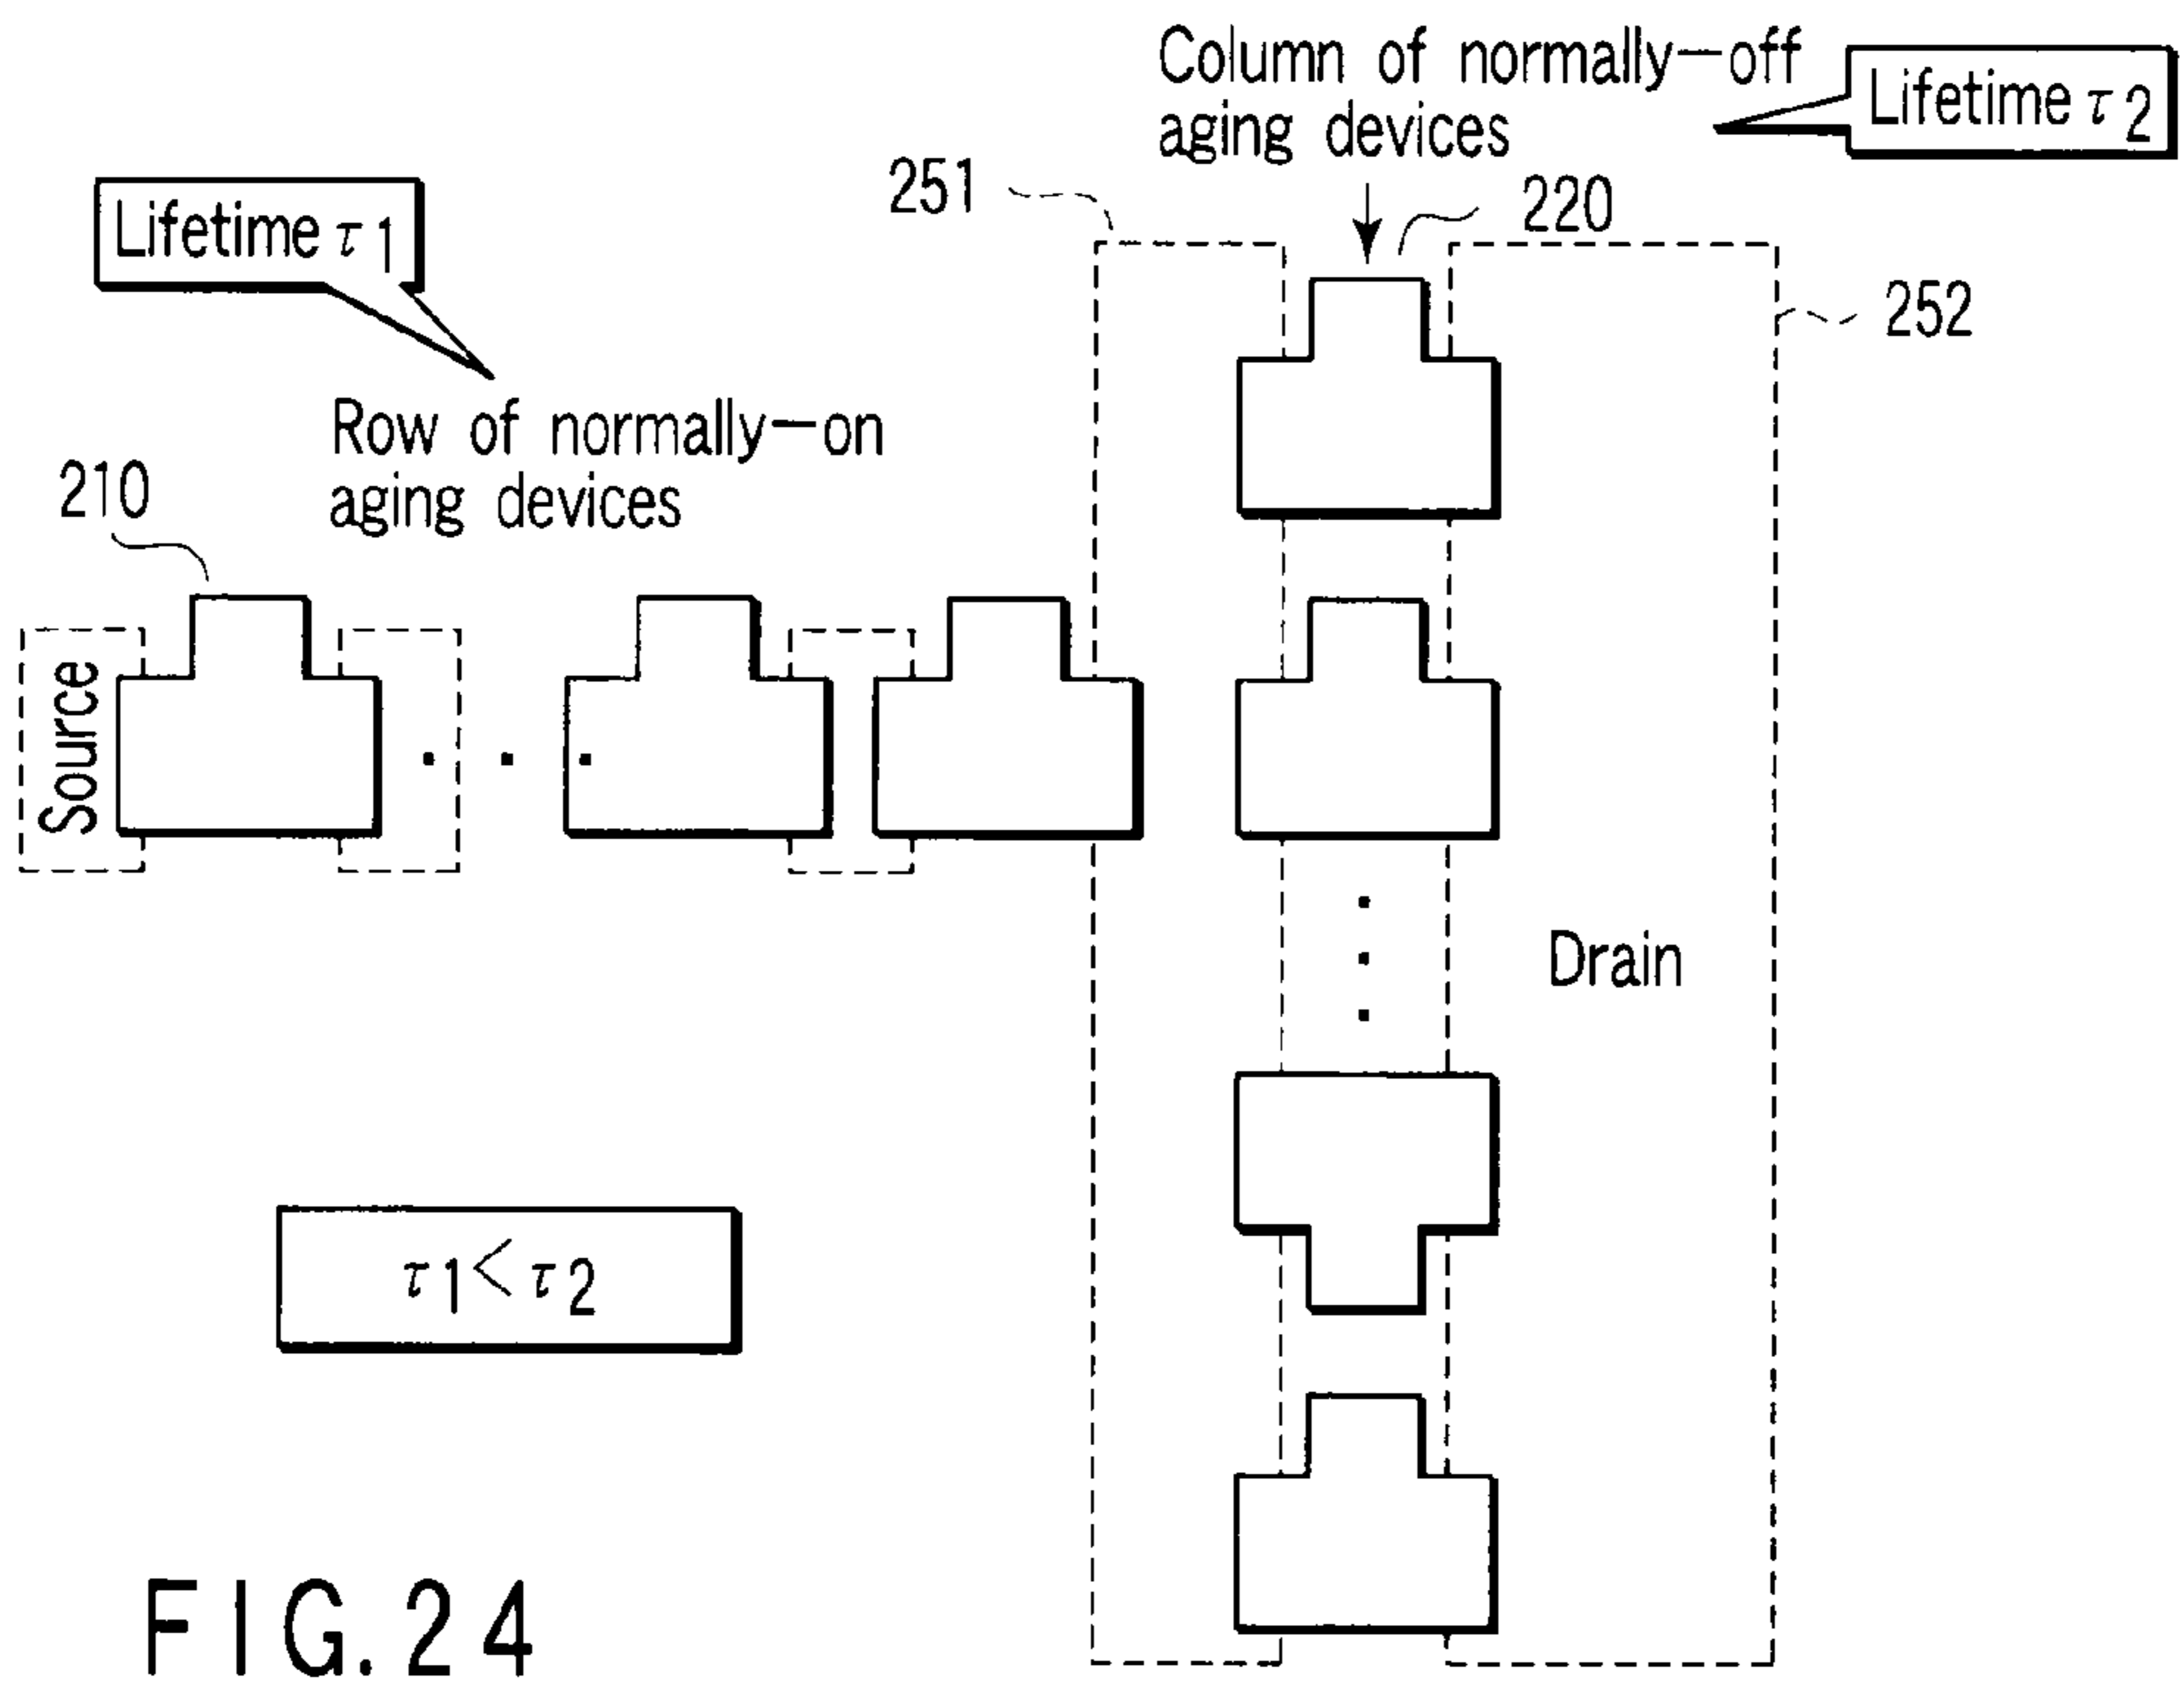 Column of normally-off
aging devices
Lifetime τ2
251
220
Lifetime τ1
252
Row of normally-on
aging devices
210
Source
Drain
τ1<τ2
FIG.24